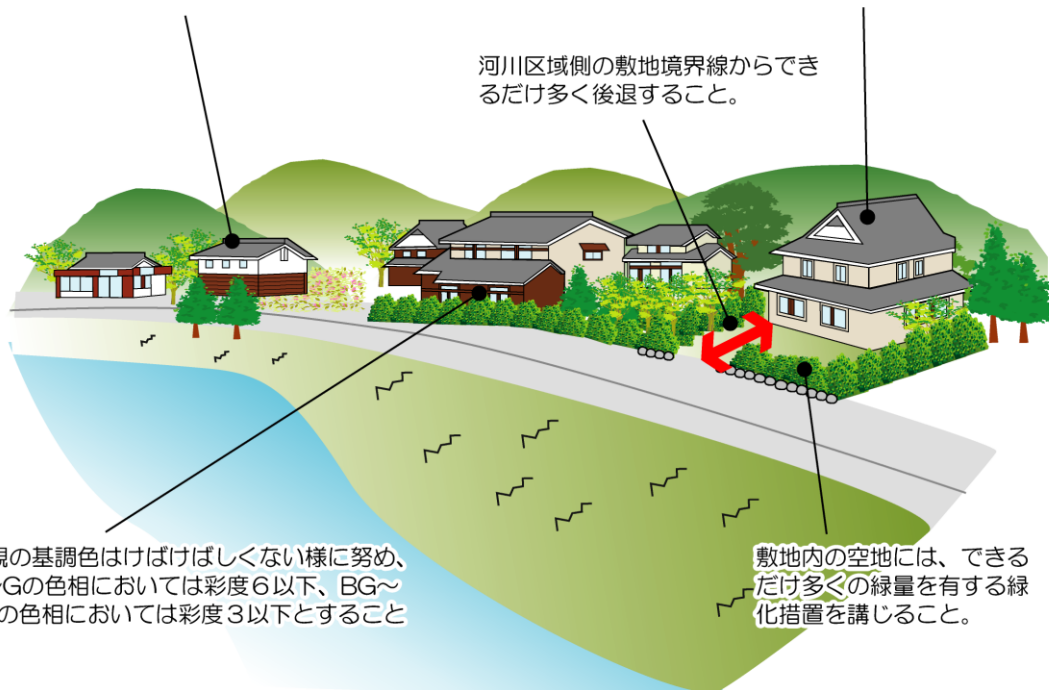 河川区域側の敷地境界線からでき
るだけ多く後退すること。
観の基調色はけばけばしくない様に努め、
~Gの色相においては彩度6以下、BG~
の色相においては彩度3以下とすること
敷地内の空地には、できる
だけ多くの緑量を有する緑
化措置を講じること。